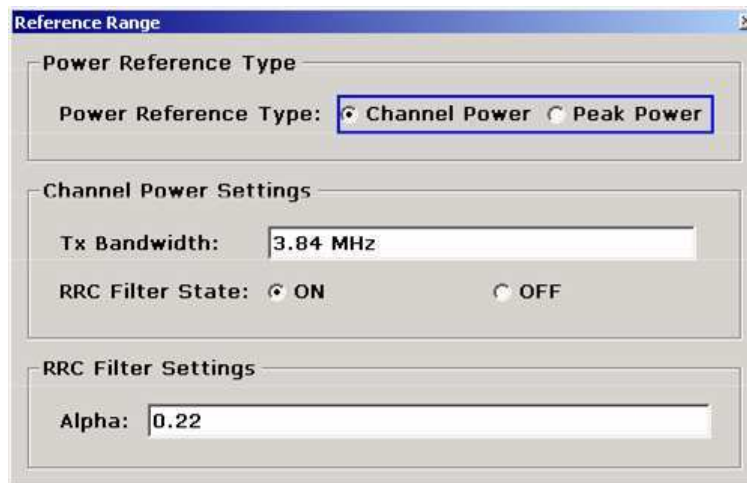 Reference Range
Power Reference Type
Power Reference Type: Channel Power Peak Power
Channel Power Settings
Tx Bandwidth: 3.84 MHz
RRC Filter State: ON OFF
RRC Filter Settings
Alpha: 0.22